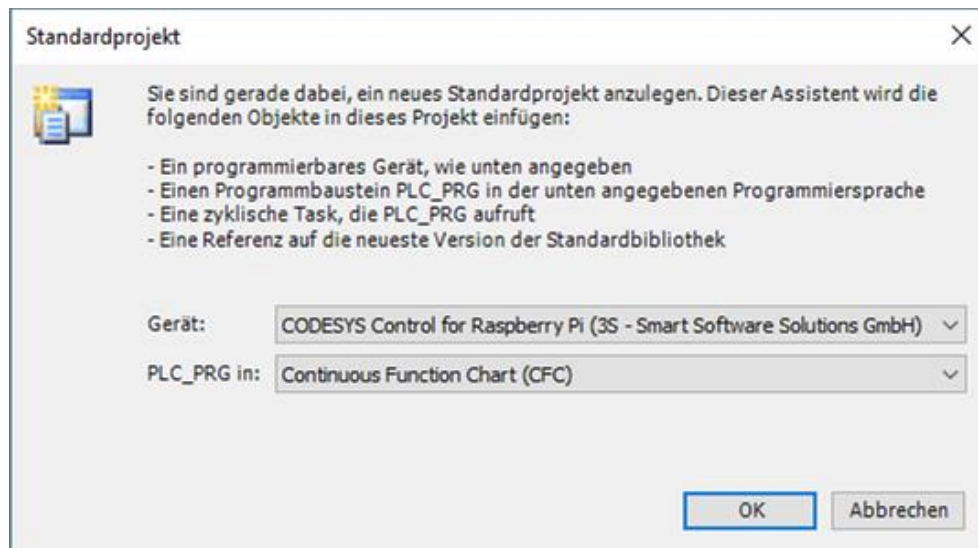 Standardprojekt
Sie sind gerade dabei, ein neues Standardprojekt anzulegen. Dieser Assistent wird die
folgenden Objekte in dieses Projekt einfügen:
- Ein programmierbares Gerät, wie unten angegeben
- Einen Programmbaustein PLC_PRG in der unten angegebenen Programmiersprache
- Eine zyklische Task, die PLC_PRG aufruft
- Eine Referenz auf die neueste Version der Standardbibliothek
Gerät: CODESYS Control for Raspberry Pi (3S - Smart Software Solutions GmbH)
PLC_PRG in: Continuous Function Chart (CFC)
OK Abbrechen